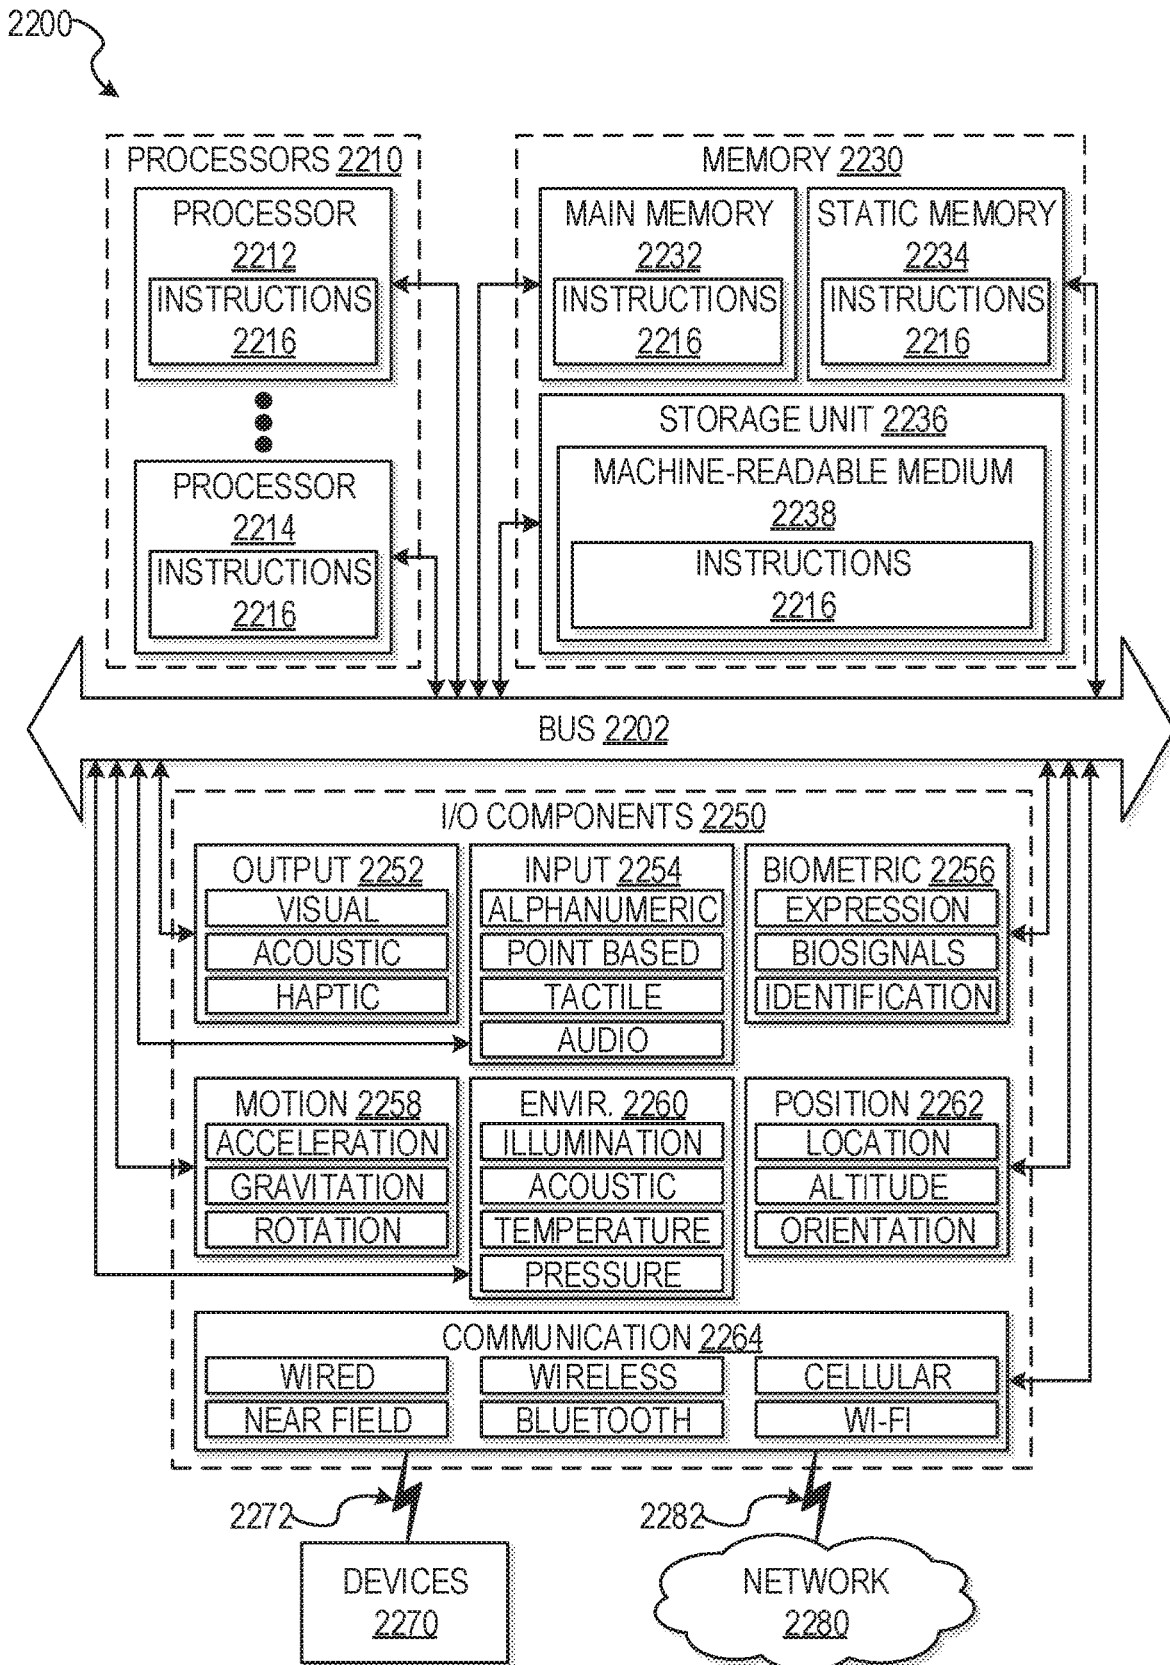 2200
PROCESSORS 2210
PROCESSOR
2212
INSTRUCTIONS
2216
PROCESSOR
2214
INSTRUCTIONS
2216
MEMORY 2230
MAIN MEMORY
2232
INSTRUCTIONS
2216
STATIC MEMORY
2234
INSTRUCTIONS
2216
STORAGE UNIT 2236
MACHINE-READABLE MEDIUM
2238
INSTRUCTIONS
2216
BUS 2202
I/O COMPONENTS 2250
OUTPUT 2252
VISUAL
ACOUSTIC
HAPTIC
INPUT 2254
ALPHANUMERIC
POINT BASED
TACTILE
AUDIO
BIOMETRIC 2256
EXPRESSION
BIOSIGNALS
IDENTIFICATION
MOTION 2258
ACCELERATION
GRAVITATION
ROTATION
ENVIR. 2260
ILLUMINATION
ACOUSTIC
TEMPERATURE
PRESSURE
POSITION 2262
LOCATION
ALTITUDE
ORIENTATION
COMMUNICATION 2264
WIRED
WIRELESS
CELLULAR
NEAR FIELD
BLUETOOTH
WI-FI
2272
2282
DEVICES
2270
NETWORK
2280